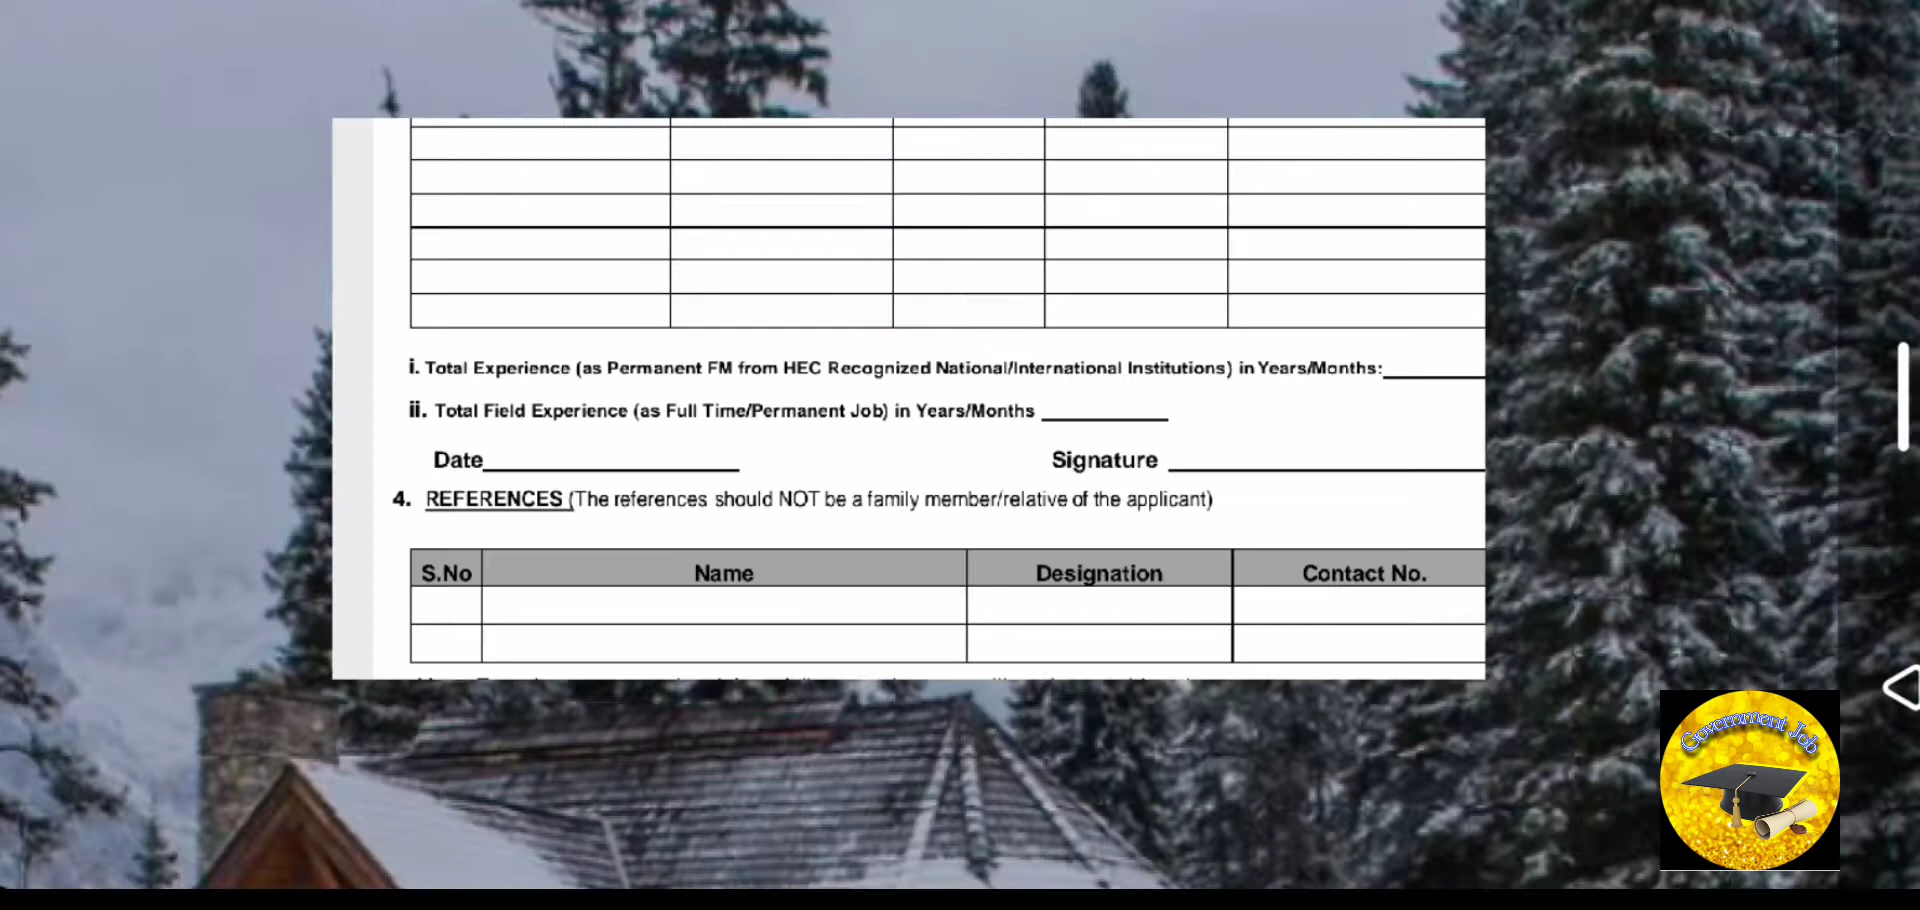 i. Total Experience (as Permanent FM from HEC Recognized National/International Institutions) in Years/Months:
ii. Total Field Experience (as Full Time/Permanent Job) in Years/Months
Date Signature
4. REFERENCES (The references should NOT be a family member/relative of the applicant)
S.No Name Designation Contact No.
Government Job